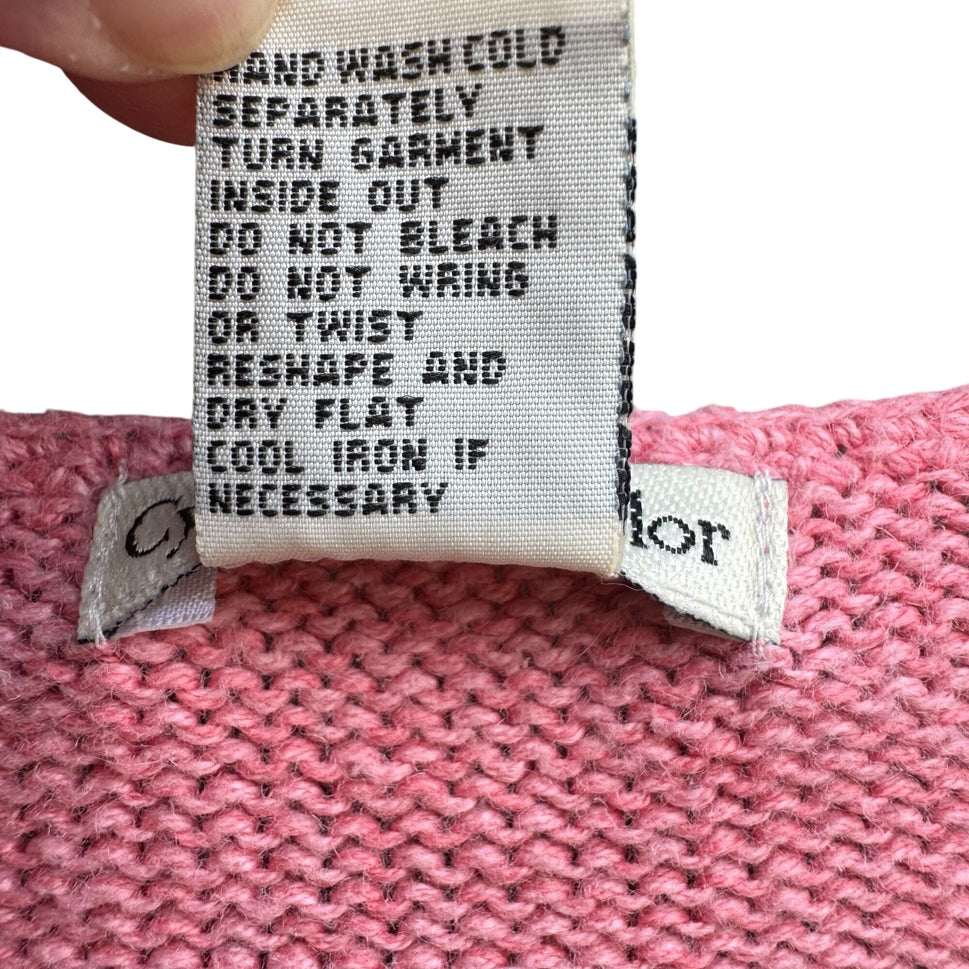 HAND WASH COLD
SEPARATELY
TURN GARMENT
INSIDE OUT
DO NOT BLEACH
DO NOT WRING
OR TWIST
RESHAPE AND
DRY FLAT
COOL IRON IF
NECESSARY